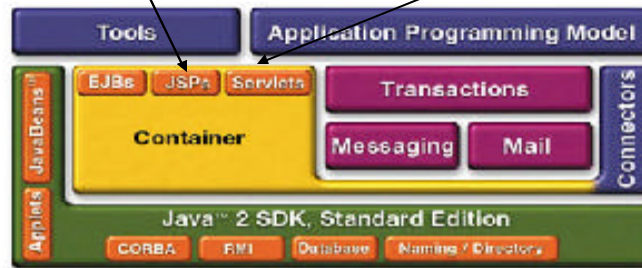 Tools
Application Programming Model
EJBs JSPs Servlets
Transactions
Container
Messaging
Mail
Connectors
JavaBeans™
Applets
Java™ 2 SDK, Standard Edition
CORBA RMI Database Naming / Directory